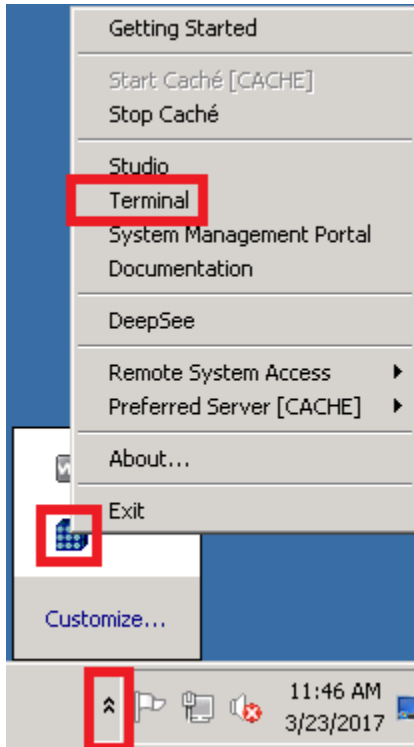 Getting Started
Start Caché [CACHE]
Stop Caché
Studio
Terminal
System Management Portal
Documentation
DeepSee
Remote System Access
Preferred Server [CACHE]
About...
Exit
Customize...
11:46 AM
3/23/2017